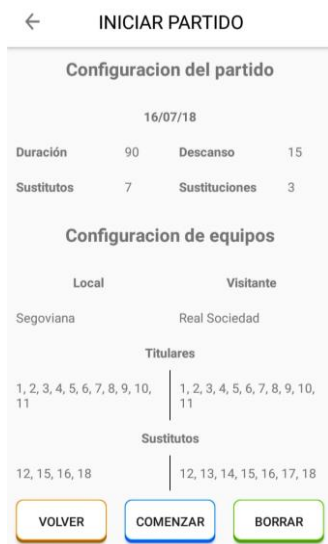 INICIAR PARTIDO
Configuracion del partido
16/07/18
Duración 90 Descanso 15
Sustitutos 7 Sustituciones 3
Configuracion de equipos
Local Visitante
Segoviana Real Sociedad
Titulares
1, 2, 3, 4, 5, 6, 7, 8, 9, 10, 1, 2, 3, 4, 5, 6, 7, 8, 9, 10,
11 11
Sustitutos
12, 15, 16, 18 12, 13, 14, 15, 16, 17, 18
VOLVER COMENZAR BORRAR